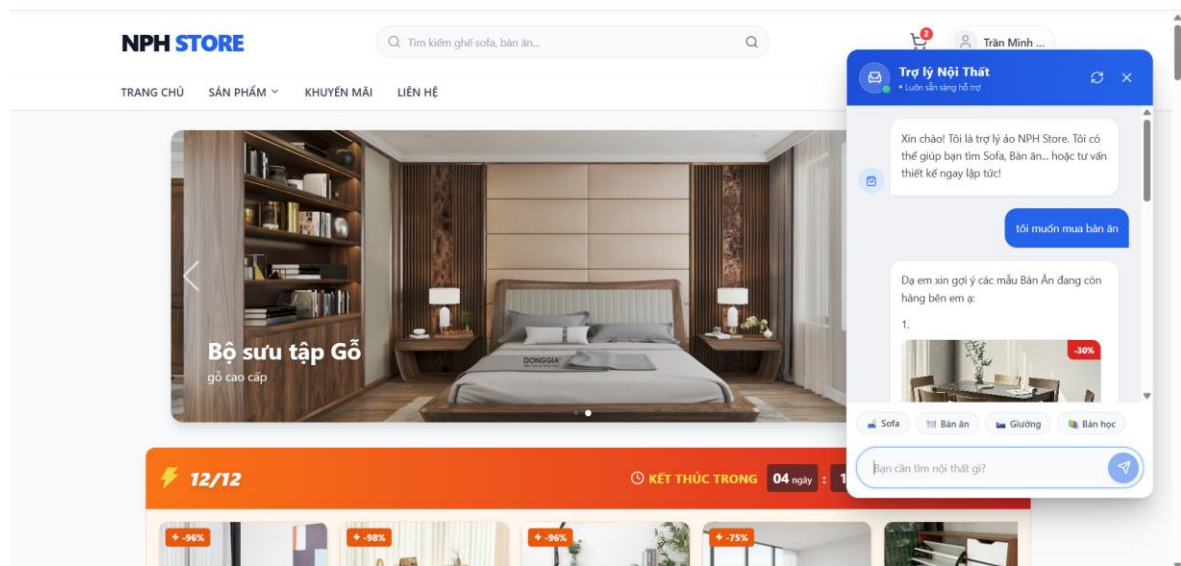 NPH STORE
Tìm kiếm ghế sofa, bàn ăn...
2
Trần Minh ...
TRANG CHỦ SẢN PHẨM KHUYẾN MÃI LIÊN HỆ
Bộ sưu tập Gỗ
gỗ cao cấp
DONGGIA
12/12
KẾT THÚC TRONG 04 ngày : 1
-96%
-98%
-96%
-75%
Trợ lý Nội Thất
• Luôn sẵn sàng hỗ trợ
Xin chào! Tôi là trợ lý ảo NPH Store. Tôi có
thể giúp bạn tìm Sofa, Bàn ăn... hoặc tư vấn
thiết kế ngay lập tức!
tôi muốn mua bàn ăn
Dạ em xin gợi ý các mẫu Bàn Ăn đang còn
hàng bên em ạ:
1.
-30%
Sofa
Bàn ăn
Giường
Bàn học
Bạn cần tìm nội thất gì?